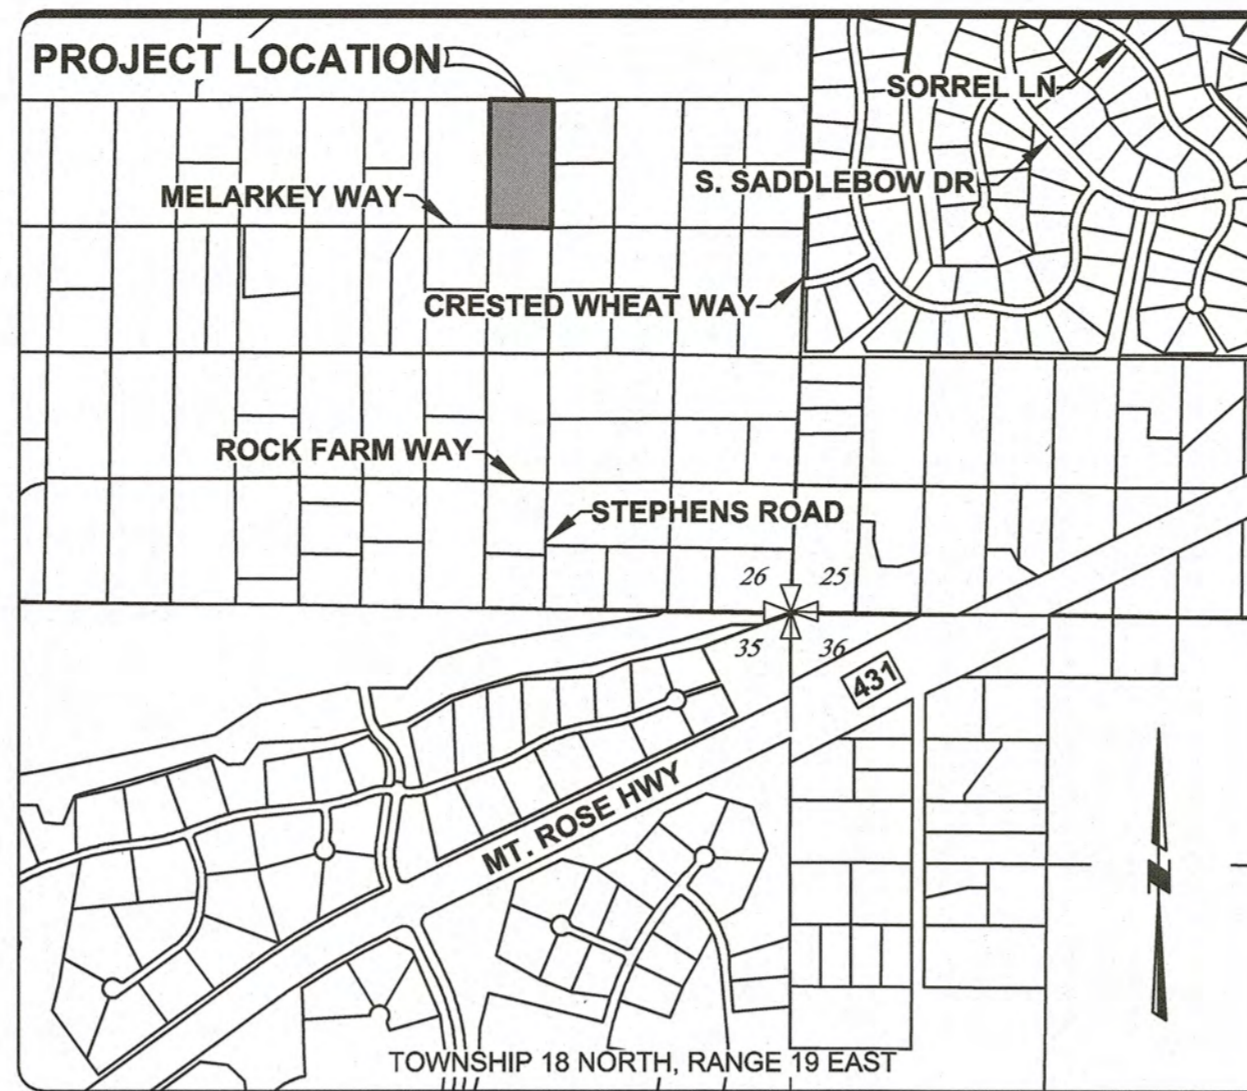 PROJECT LOCATION
SORREL LN
S. SADDLEBOW DR
MELARKEY WAY
CRESTED WHEAT WAY
ROCK FARM WAY
STEPHENS ROAD
26 25
35 36
431
MT. ROSE HWY
Z
TOWNSHIP 18 NORTH, RANGE 19 EAST